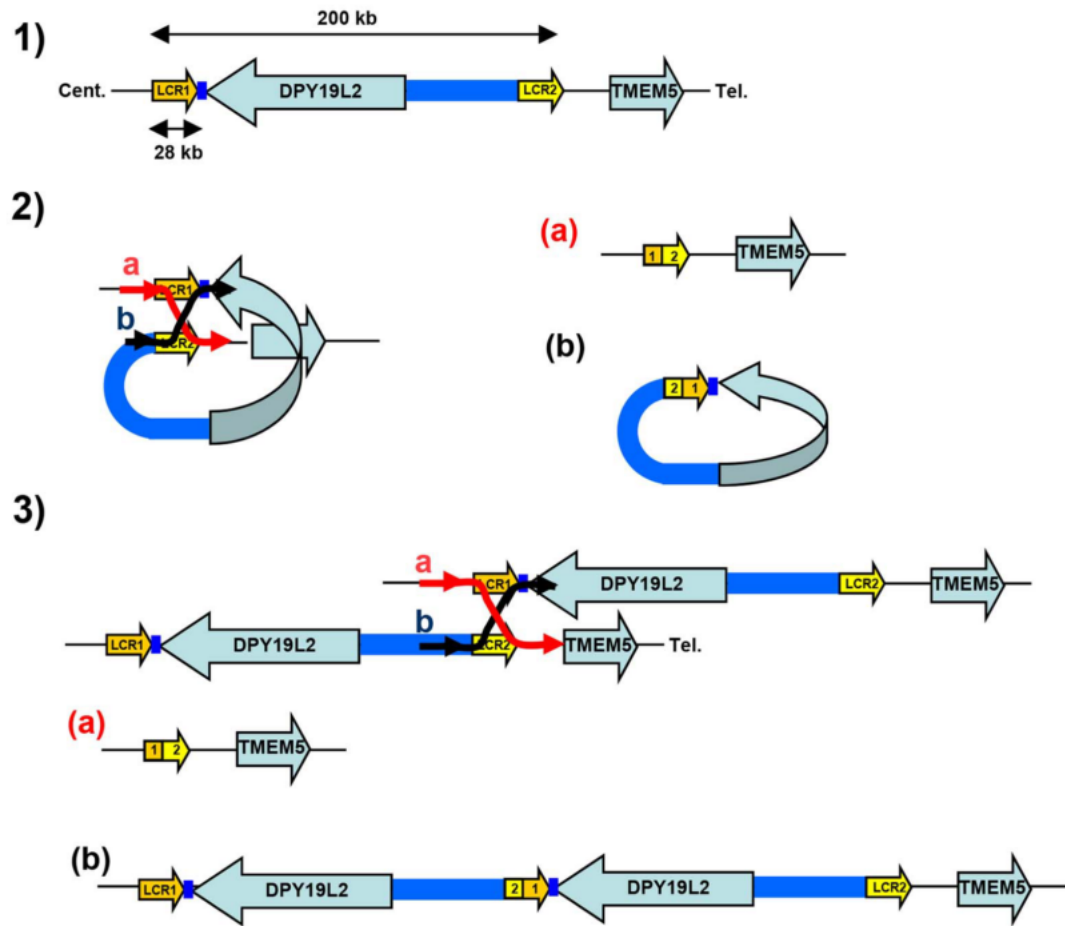 1)
200 kb
Cent.
LCR1
DPY19L2
LCR2
TMEM5
Tel.
28 kb
2)
a
LCR1
b
LCR2
(a)
1 2
TMEM5
(b)
2 1
3)
a
LCR1
DPY19L2
LCR2
TMEM5
b
LCR1
DPY19L2
LCR2
TMEM5
Tel.
(a)
1 2
TMEM5
(b)
LCR1
DPY19L2
2 1
DPY19L2
LCR2
TMEM5